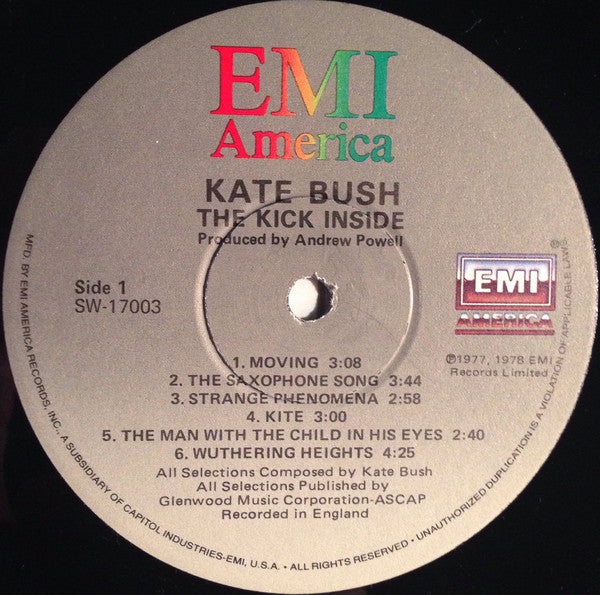 EMI
America
KATE BUSH
THE KICK INSIDE
Produced by Andrew Powell
Side 1
SW-17003
EMI
AMERICA
®
℗1977, 1978 EMI
Records Limited
1. MOVING 3:08
2. THE SAXOPHONE SONG 3:44
3. STRANGE PHENOMENA 2:58
4. KITE 3:00
5. THE MAN WITH THE CHILD IN HIS EYES 2:40
6. WUTHERING HEIGHTS 4:25
All Selections Composed by Kate Bush
All Selections Published by
Glenwood Music Corporation-ASCAP
Recorded in England
MFD. BY EMI AMERICA RECORDS, INC., A SUBSIDIARY OF CAPITOL INDUSTRIES-EMI, U.S.A. • ALL RIGHTS RESERVED • UNAUTHORIZED DUPLICATION IS A VIOLATION OF APPLICABLE LAWS